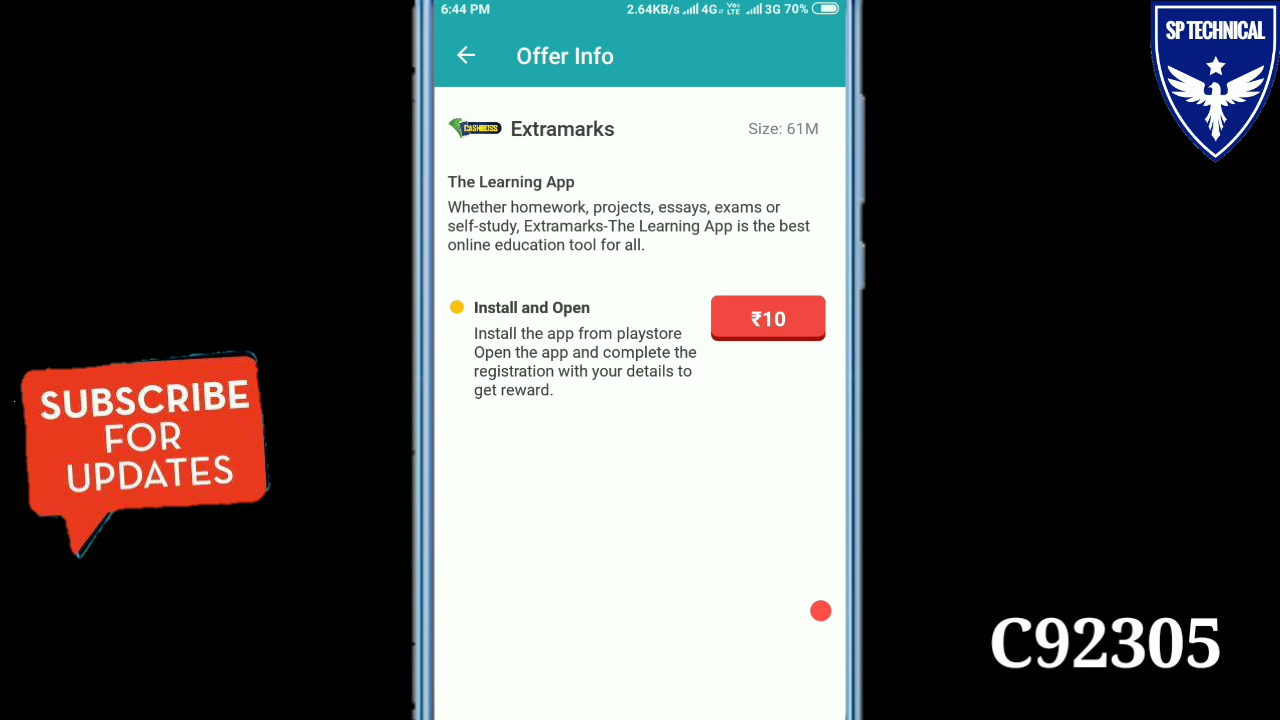 6:44 PM 2.64KB/s 4G VoLTE 3G 70%
SP TECHNICAL
Offer Info
CASHBOSS Extramarks Size: 61M
The Learning App
Whether homework, projects, essays, exams or
self-study, Extramarks-The Learning App is the best
online education tool for all.
Install and Open
₹10
Install the app from playstore
Open the app and complete the
registration with your details to
get reward.
SUBSCRIBE
FOR
UPDATES
C92305